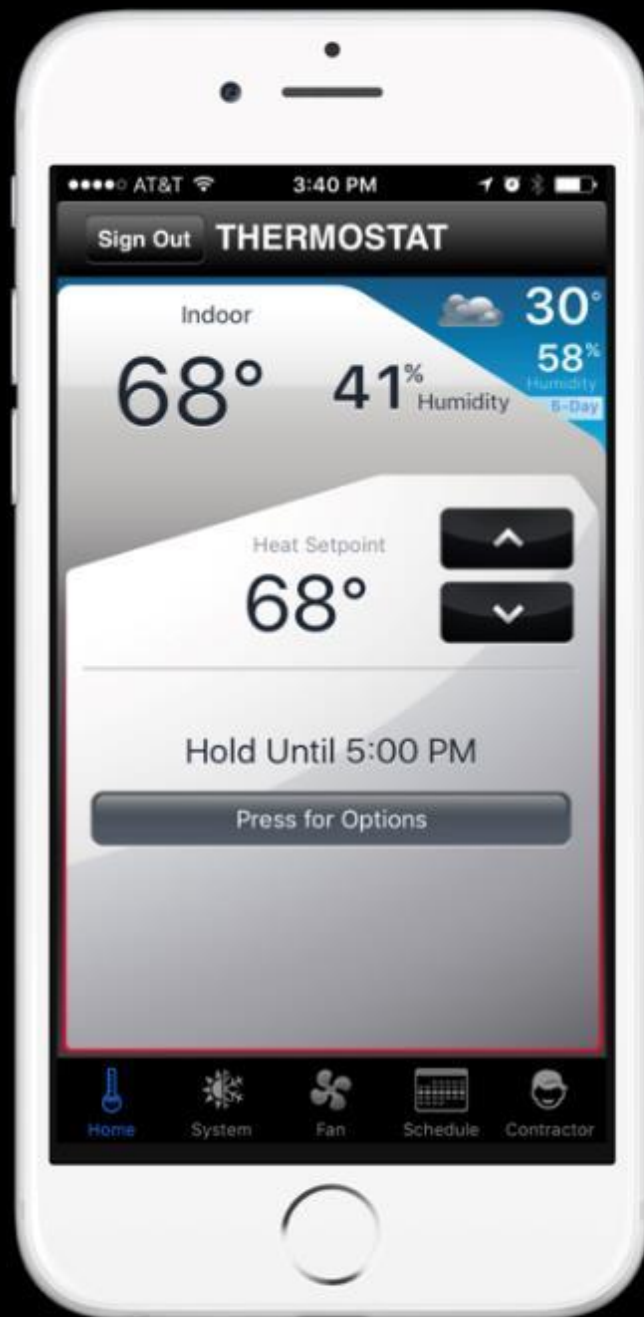 AT&T 3:40 PM
Sign Out THERMOSTAT
Indoor
68° 41% Humidity
30°
58%
Humidity
5-Day
Heat Setpoint
68°
Hold Until 5:00 PM
Press for Options
Home System Fan Schedule Contractor